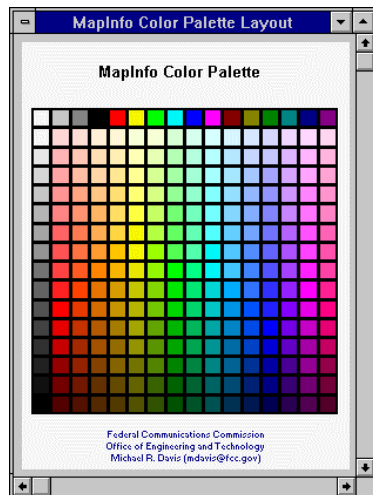 MapInfo Color Palette Layout
MapInfo Color Palette
Federal Communications Commission
Office of Engineering and Technology
Michael R. Davis (mdavis@fcc.gov)